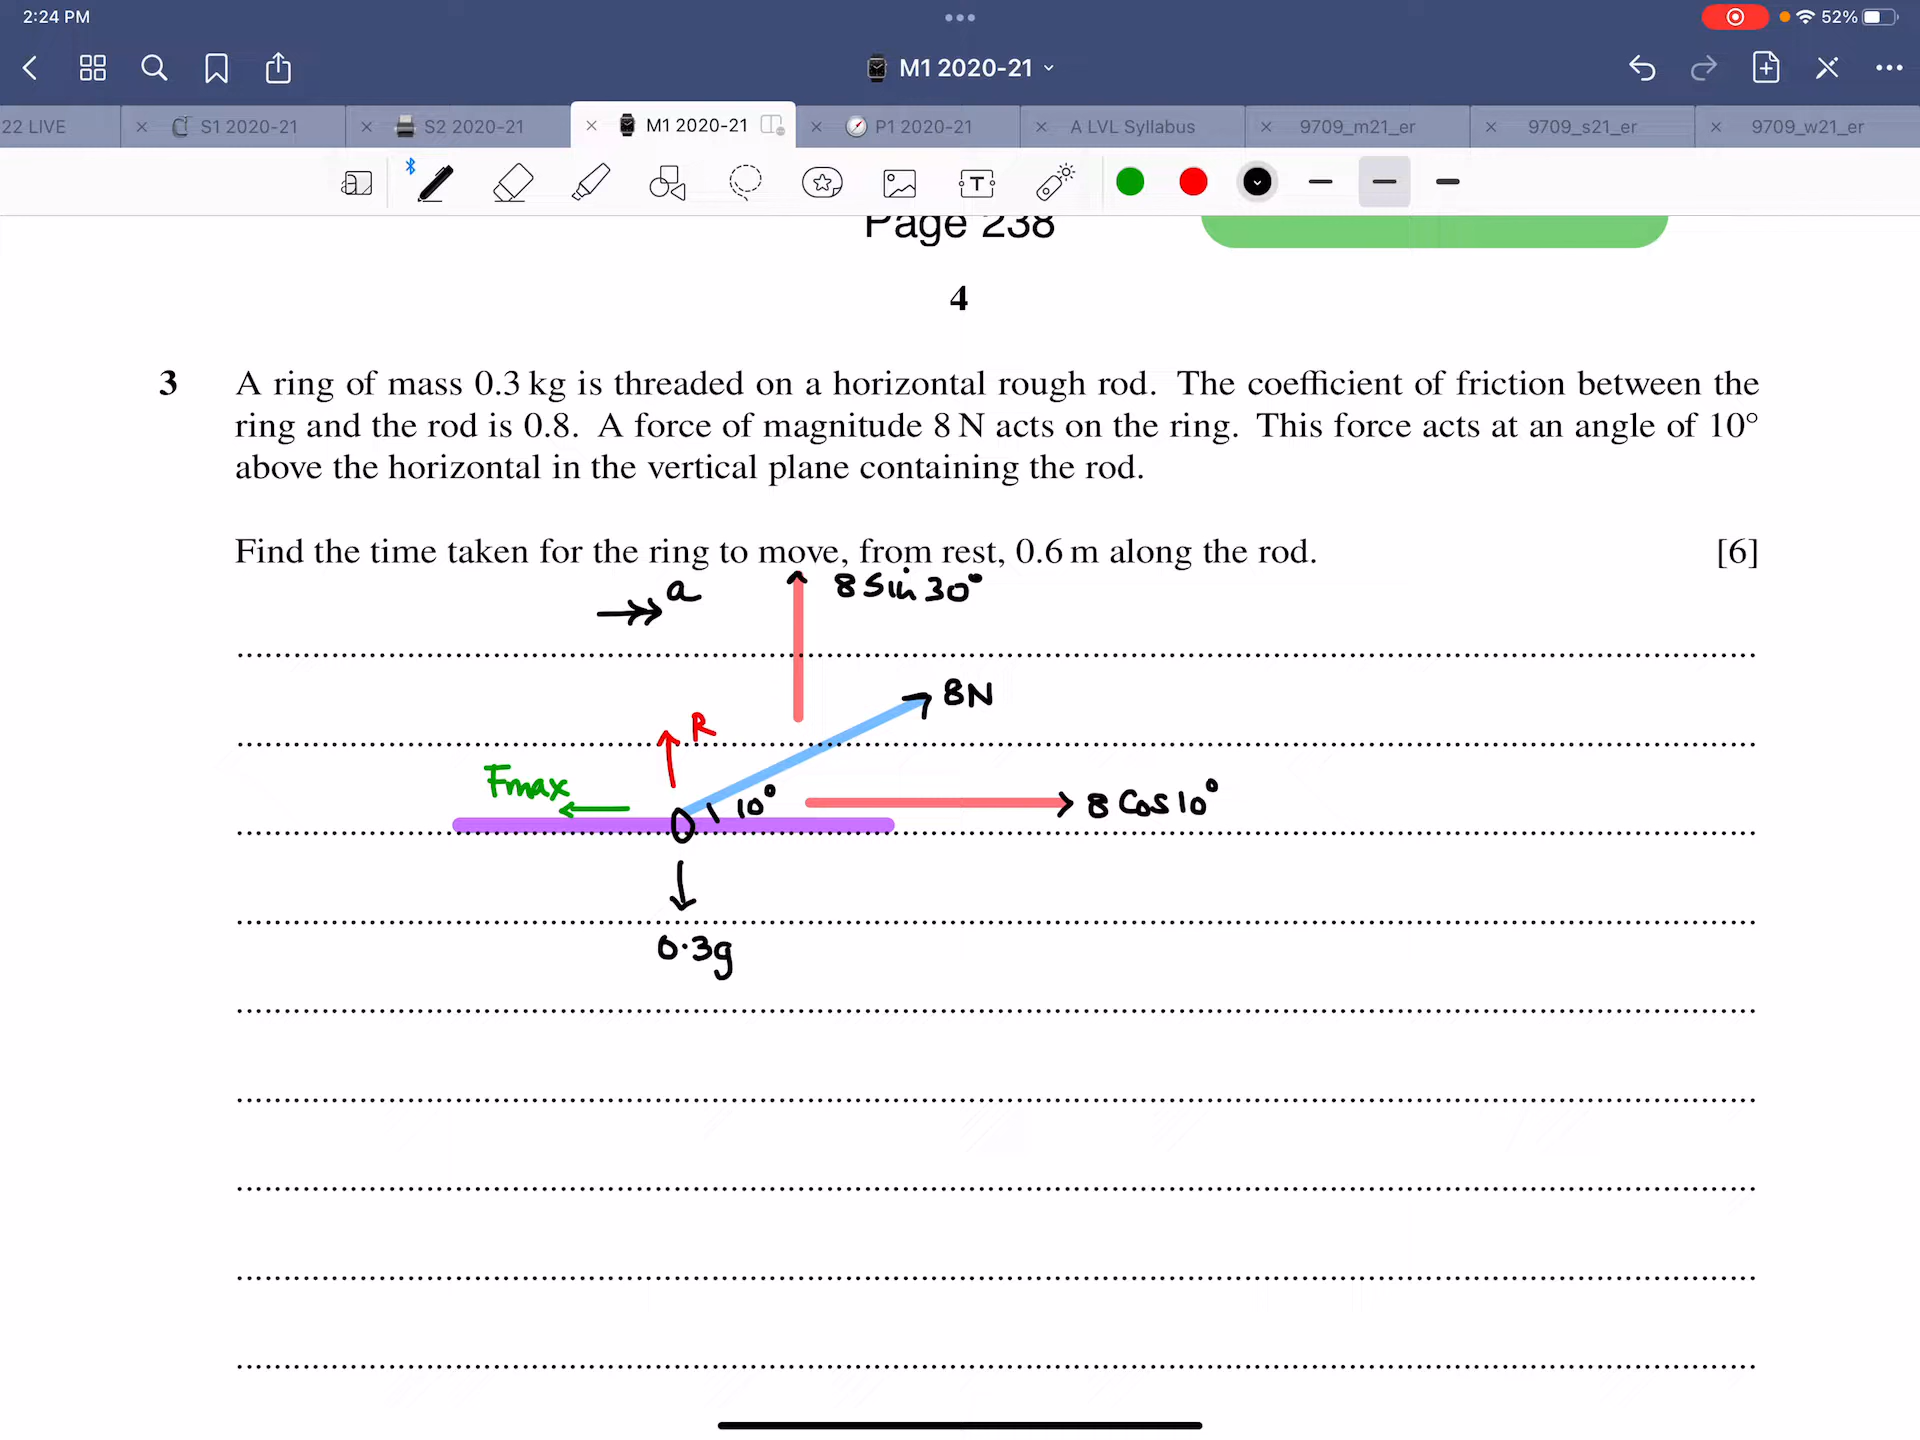 2:24 PM
52%
M1 2020-21
22 LIVE
S1 2020-21
S2 2020-21
M1 2020-21
P1 2020-21
A LVL Syllabus
9709_m21_er
9709_s21_er
9709_w21_er
Page 238
4
3 A ring of mass 0.3 kg is threaded on a horizontal rough rod. The coefficient of friction between the
ring and the rod is 0.8. A force of magnitude 8 N acts on the ring. This force acts at an angle of 10°
above the horizontal in the vertical plane containing the rod.
Find the time taken for the ring to move, from rest, 0.6 m along the rod. [6]
a
8 Sin 30°
8N
R
Fmax
10°
8 Cos 10°
0.3g